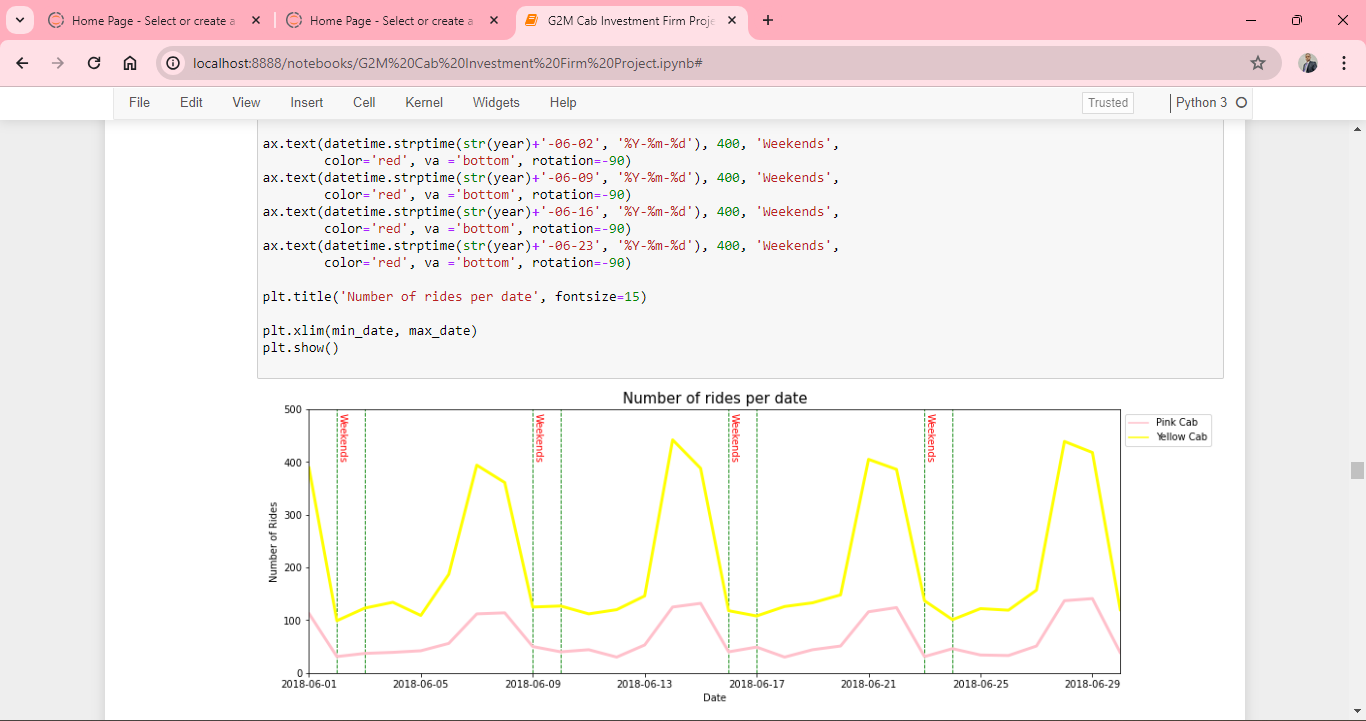 Home Page - Select or create a
Home Page - Select or create a
G2M Cab Investment Firm Proje
localhost:8888/notebooks/G2M%20Cab%20Investment%20Firm%20Project.ipynb#
File Edit View Insert Cell Kernel Widgets Help Trusted Python 3
ax.text(datetime.strptime(str(year)+'-06-02', '%Y-%m-%d'), 400, 'Weekends',
        color='red', va ='bottom', rotation=-90)
ax.text(datetime.strptime(str(year)+'-06-09', '%Y-%m-%d'), 400, 'Weekends',
        color='red', va ='bottom', rotation=-90)
ax.text(datetime.strptime(str(year)+'-06-16', '%Y-%m-%d'), 400, 'Weekends',
        color='red', va ='bottom', rotation=-90)
ax.text(datetime.strptime(str(year)+'-06-23', '%Y-%m-%d'), 400, 'Weekends',
        color='red', va ='bottom', rotation=-90)
plt.title('Number of rides per date', fontsize=15)
plt.xlim(min_date, max_date)
plt.show()
Number of rides per date
500
400
300
200
100
0
Number of Rides
Weekends
Weekends
Weekends
Weekends
Pink Cab
Yellow Cab
2018-06-01 2018-06-05 2018-06-09 2018-06-13 2018-06-17 2018-06-21 2018-06-25 2018-06-29
Date